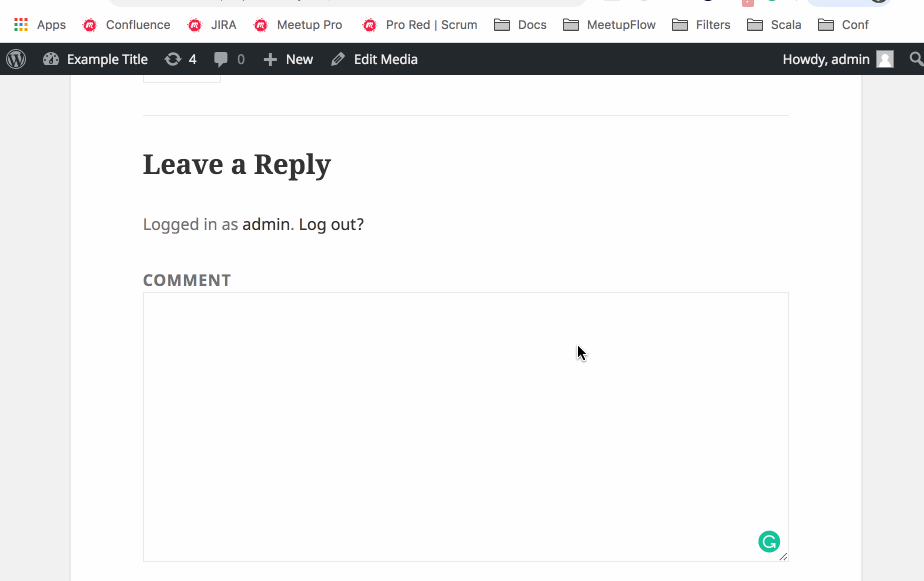 Apps Confluence JIRA Meetup Pro Pro Red | Scrum Docs MeetupFlow Filters Scala Conf
Example Title 4 0 New Edit Media Howdy, admin
Leave a Reply
Logged in as admin. Log out?
COMMENT